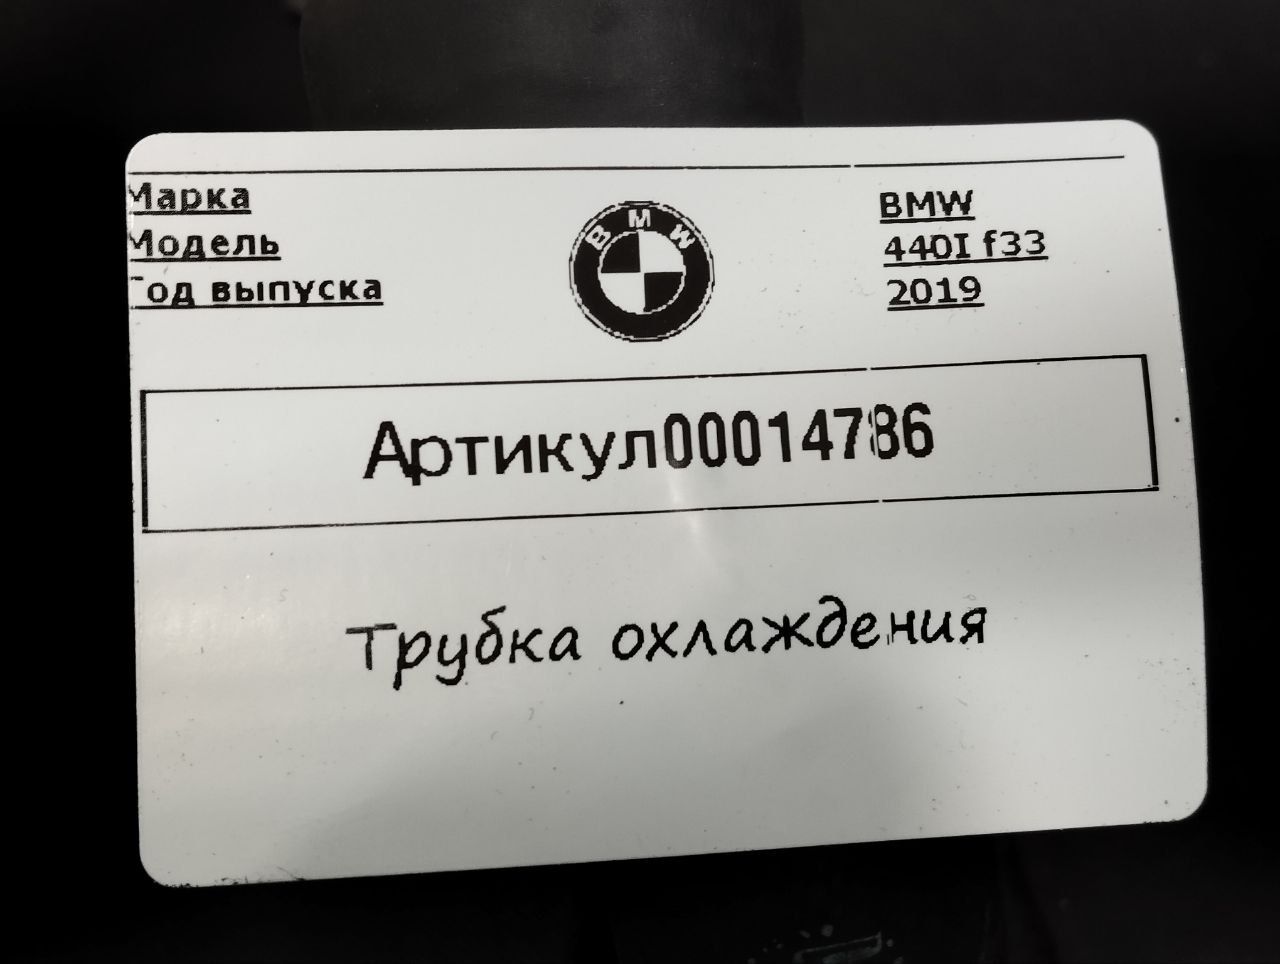 Марка BMW
Модель 440I f33
Год выпуска 2019
BMW
Артикул00014786
Трубка охлаждения